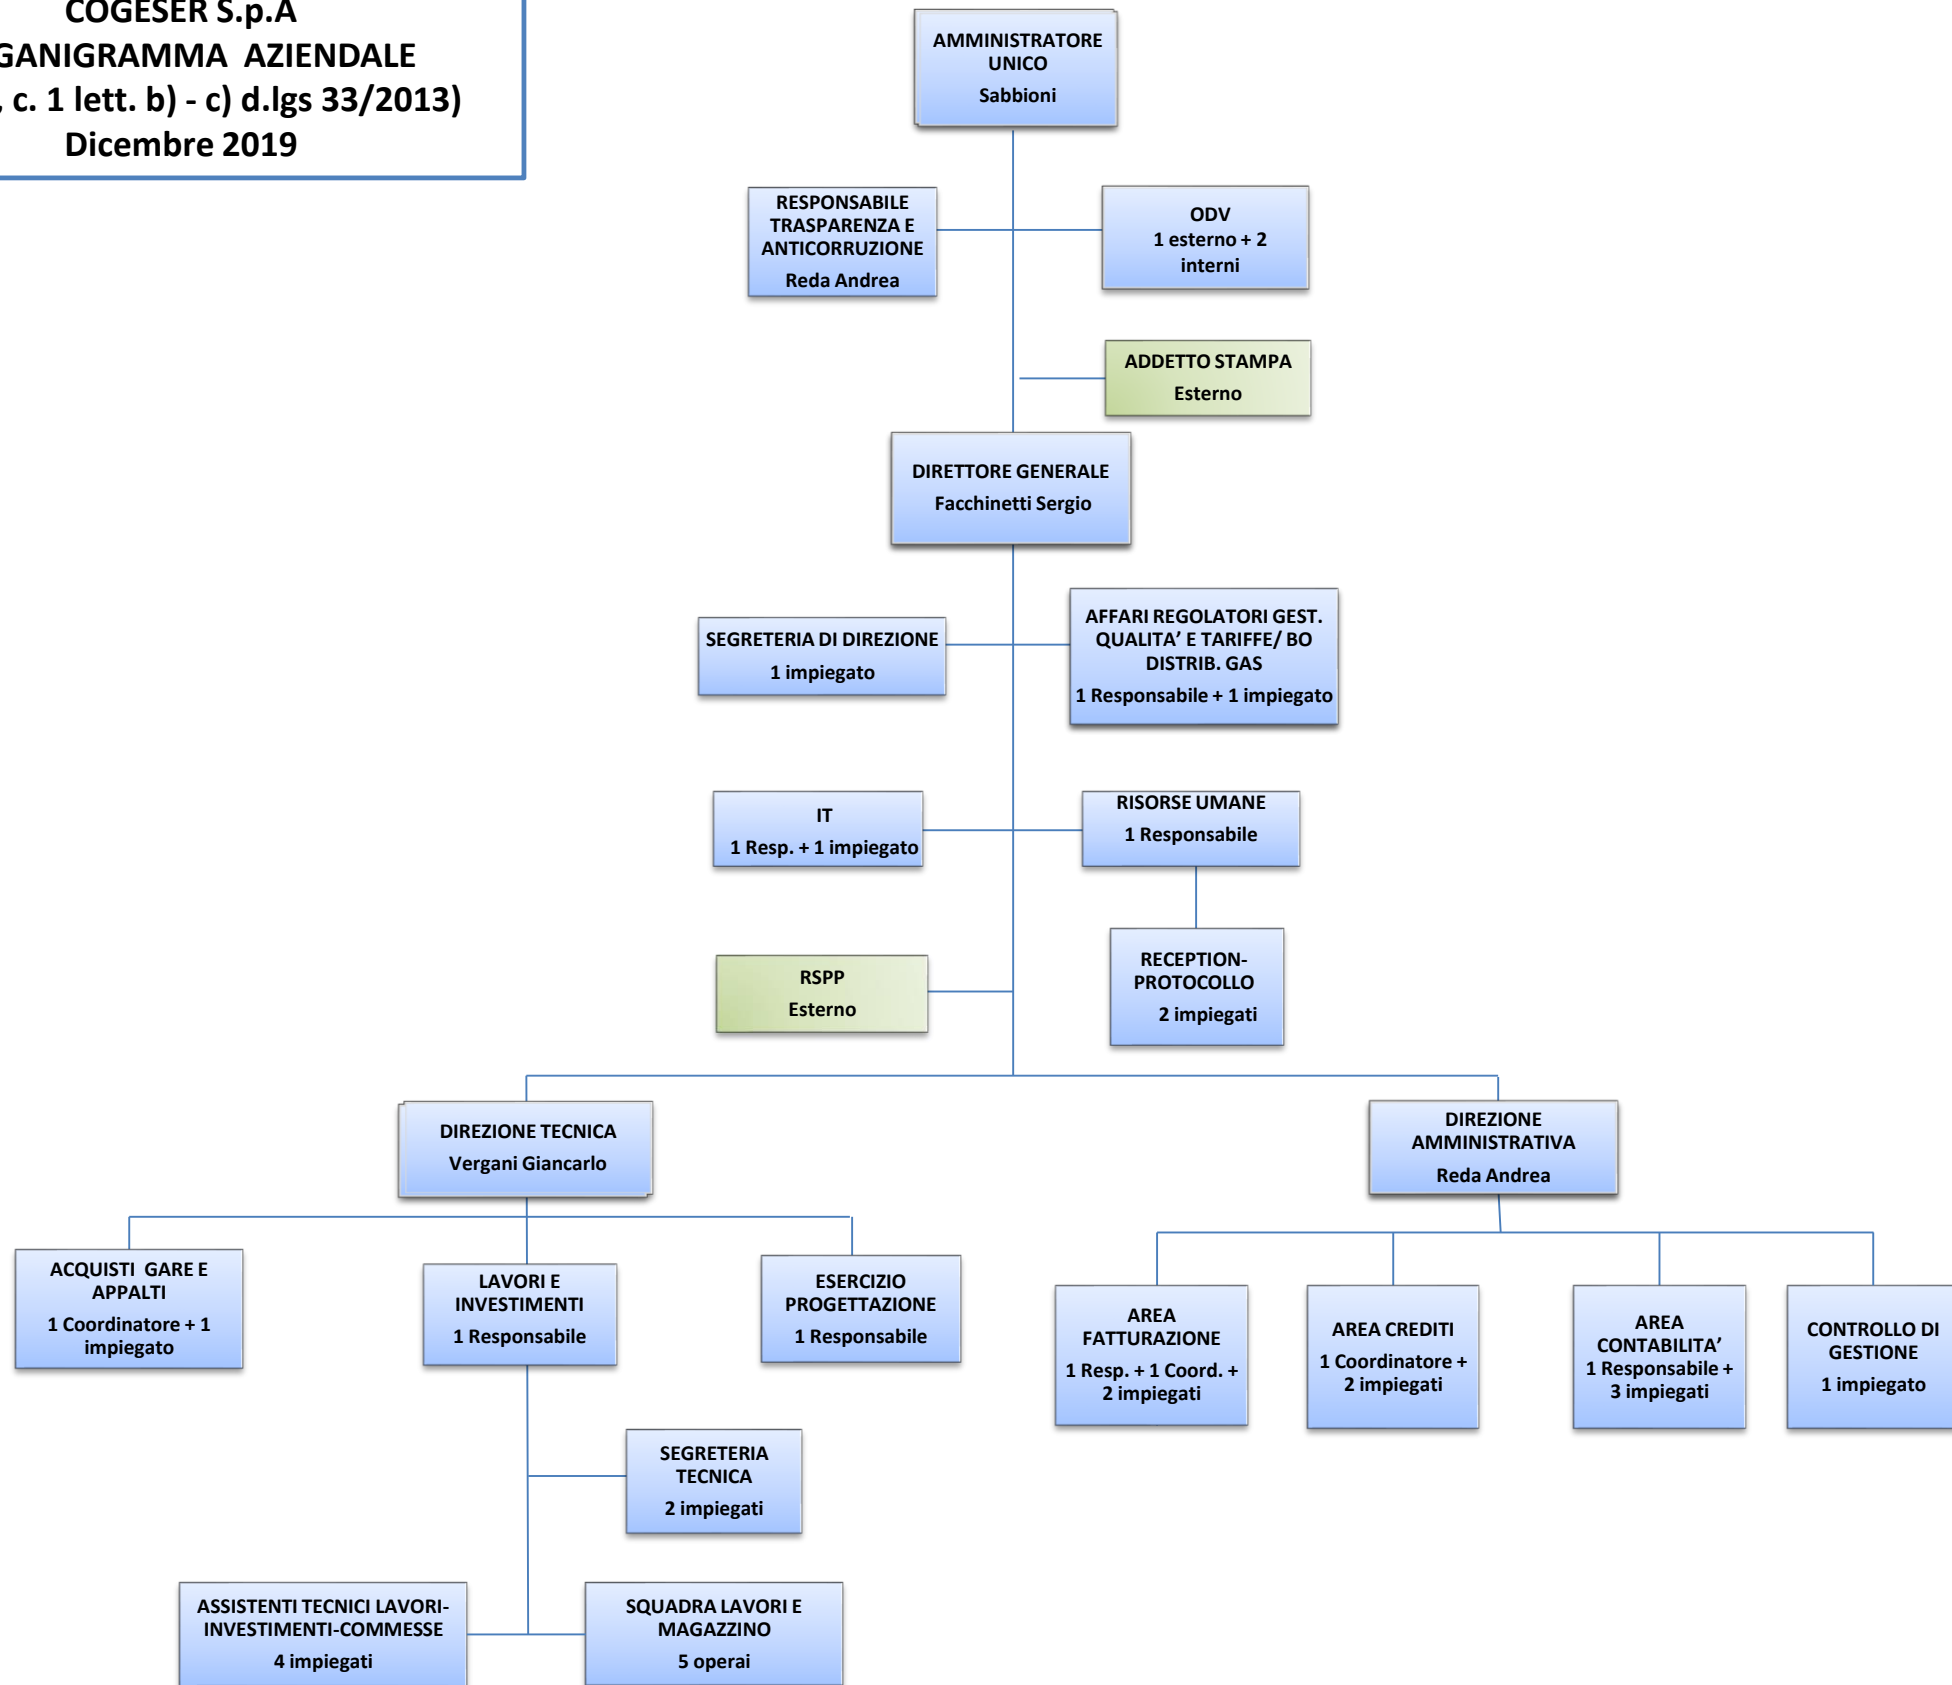 COGESER S.p.A
GANIGRAMMA AZIENDALE
, c. 1 lett. b) - c) d.lgs 33/2013)
Dicembre 2019
AMMINISTRATORE
UNICO
Sabbioni
RESPONSABILE
TRASPARENZA E
ANTICORRUZIONE
Reda Andrea
ODV
1 esterno + 2
interni
ADDETTO STAMPA
Esterno
DIRETTORE GENERALE
Facchinetti Sergio
SEGRETERIA DI DIREZIONE
1 impiegato
AFFARI REGOLATORI GEST.
QUALITA’ E TARIFFE/ BO
DISTRIB. GAS
1 Responsabile + 1 impiegato
IT
1 Resp. + 1 impiegato
RISORSE UMANE
1 Responsabile
RSPP
Esterno
RECEPTION-
PROTOCOLLO
2 impiegati
DIREZIONE TECNICA
Vergani Giancarlo
DIREZIONE
AMMINISTRATIVA
Reda Andrea
ACQUISTI GARE E
APPALTI
1 Coordinatore + 1
impiegato
LAVORI E
INVESTIMENTI
1 Responsabile
ESERCIZIO
PROGETTAZIONE
1 Responsabile
AREA
FATTURAZIONE
1 Resp. + 1 Coord. +
2 impiegati
AREA CREDITI
1 Coordinatore +
2 impiegati
AREA
CONTABILITA’
1 Responsabile +
3 impiegati
CONTROLLO DI
GESTIONE
1 impiegato
SEGRETERIA
TECNICA
2 impiegati
ASSISTENTI TECNICI LAVORI-
INVESTIMENTI-COMMESSE
4 impiegati
SQUADRA LAVORI E
MAGAZZINO
5 operai